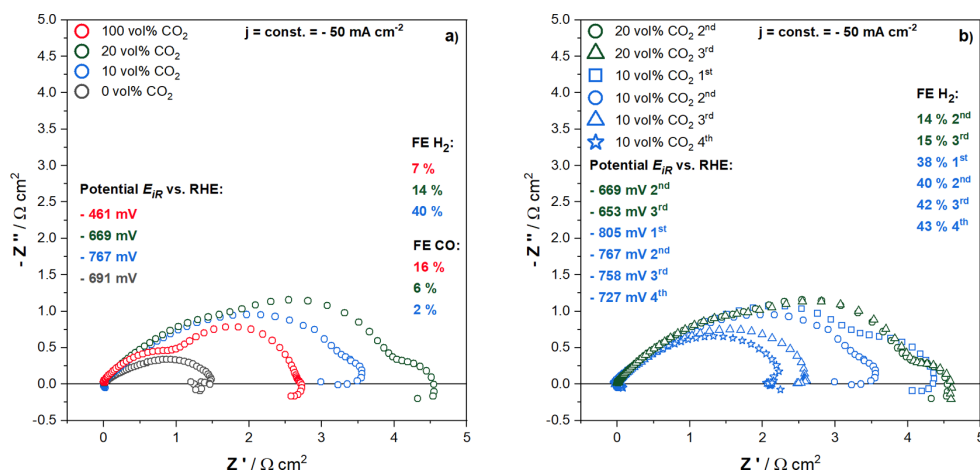 100 vol% CO₂
20 vol% CO₂
10 vol% CO₂
0 vol% CO₂
j = const. = - 50 mA cm⁻²
a)
FE H₂:
7 %
14 %
40 %
Potential E_iR vs. RHE:
- 461 mV
- 669 mV
- 767 mV
- 691 mV
FE CO:
16 %
6 %
2 %
- Z '' / Ω cm²
5.0
4.5
4.0
3.5
3.0
2.5
2.0
1.5
1.0
0.5
0.0
-0.5
0 1 2 3 4 5
Z ' / Ω cm²
20 vol% CO₂ 2ⁿᵈ
20 vol% CO₂ 3ʳᵈ
10 vol% CO₂ 1ˢᵗ
10 vol% CO₂ 2ⁿᵈ
10 vol% CO₂ 3ʳᵈ
10 vol% CO₂ 4ᵗʰ
j = const. = - 50 mA cm⁻²
b)
FE H₂:
14 % 2ⁿᵈ
15 % 3ʳᵈ
38 % 1ˢᵗ
40 % 2ⁿᵈ
42 % 3ʳᵈ
43 % 4ᵗʰ
Potential E_iR vs. RHE:
- 669 mV 2ⁿᵈ
- 653 mV 3ʳᵈ
- 805 mV 1ˢᵗ
- 767 mV 2ⁿᵈ
- 758 mV 3ʳᵈ
- 727 mV 4ᵗʰ
- Z '' / Ω cm²
5.0
4.5
4.0
3.5
3.0
2.5
2.0
1.5
1.0
0.5
0.0
-0.5
0 1 2 3 4 5
Z ' / Ω cm²